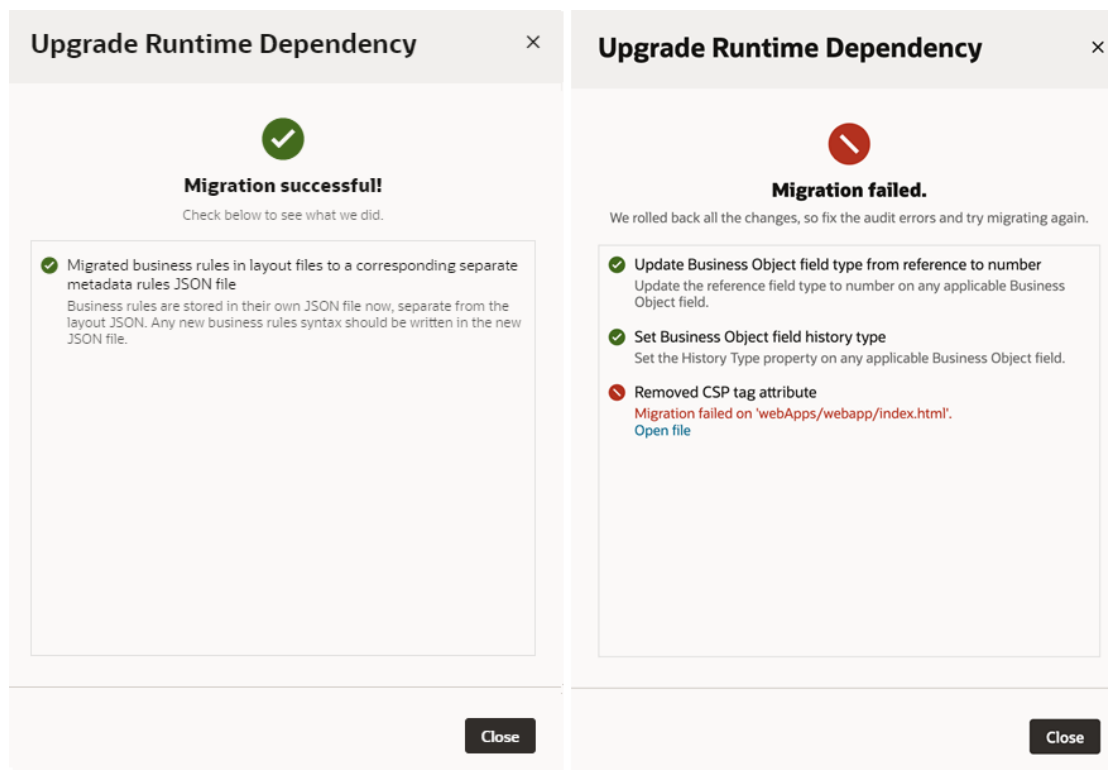 Upgrade Runtime Dependency
Migration successful!
Check below to see what we did.
Migrated business rules in layout files to a corresponding separate
metadata rules JSON file
Business rules are stored in their own JSON file now, separate from the
layout JSON. Any new business rules syntax should be written in the new
JSON file.
Close
Upgrade Runtime Dependency
Migration failed.
We rolled back all the changes, so fix the audit errors and try migrating again.
Update Business Object field type from reference to number
Update the reference field type to number on any applicable Business
Object field.
Set Business Object field history type
Set the History Type property on any applicable Business Object field.
Removed CSP tag attribute
Migration failed on 'webApps/webapp/index.html'.
Open file
Close